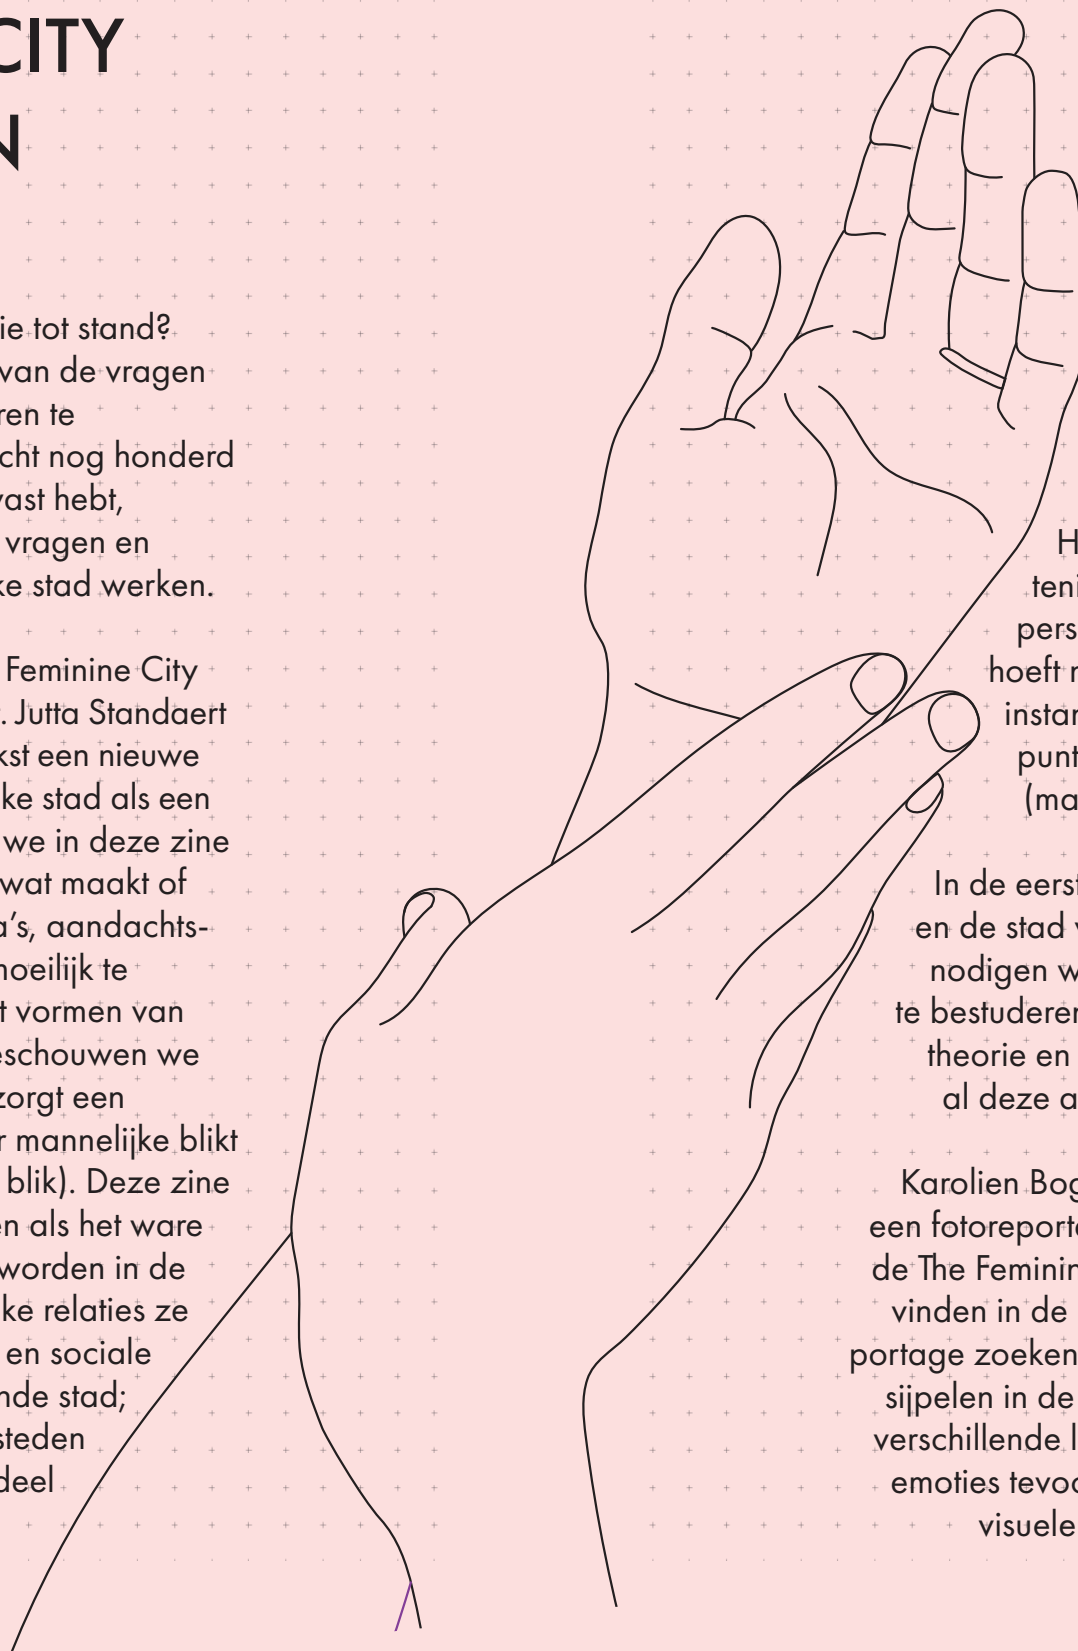 CITY
N
ie tot stand?
van de vragen
ren te
cht nog honderd
vast hebt,
vragen en
ke stad werken.
Feminine City
. Jutta Standaert
kst een nieuwe
ke stad als een
we in deze zine
wat maakt of
a's, aandachts-
noeilijk te
t vormen van
eschouwen we
zorgt een
r mannelijke blikt
blik). Deze zine
en als het ware
worden in de
ke relaties ze
en sociale
nde stad;
steden
deel
H
teni
pers
hoeft
instar
punt
(ma
In de eerst
en de stad
nodigen w
te bestuderen
theorie en
al deze a
Karolien Bog
een fotoreporte
de The Feminin
vinden in de
portage zoeken
sijpelen in de
verschillende l
emoties tevoo
visuele